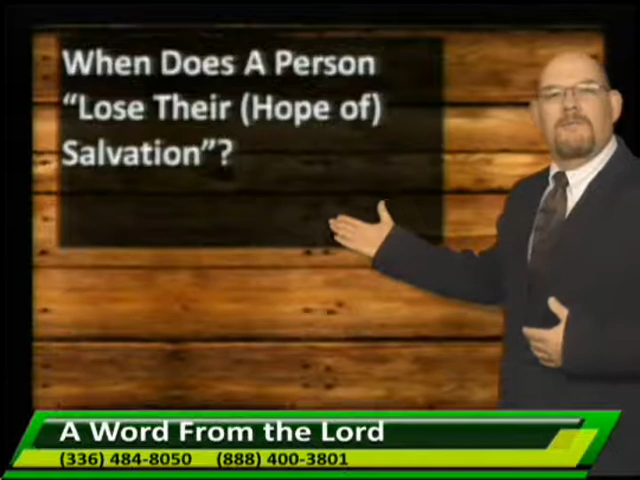 When Does A Person
“Lose Their (Hope of)
Salvation”?
A Word From the Lord
(336) 484-8050 (888) 400-3801